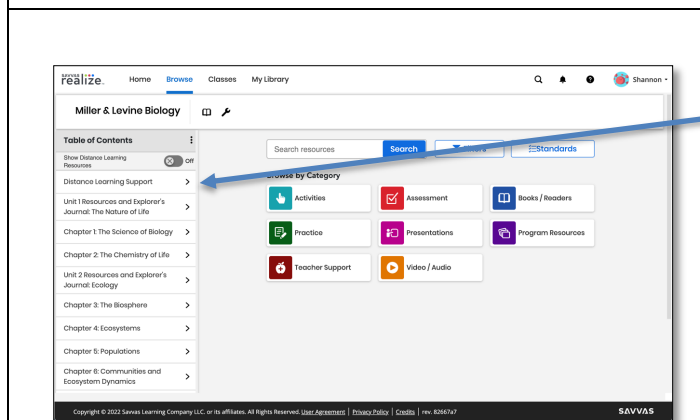 SAVVAS
realize. Home Browse Classes My Library Shannon
Miller & Levine Biology
Table of Contents
Show Distance Learning
Resources
Off
Distance Learning Support
Unit 1 Resources and Explorer's
Journal: The Nature of Life
Chapter 1: The Science of Biology
Chapter 2: The Chemistry of Life
Unit 2 Resources and Explorer's
Journal: Ecology
Chapter 3: The Biosphere
Chapter 4: Ecosystems
Chapter 5: Populations
Chapter 6: Communities and
Ecosystem Dynamics
Search resources Search Standards
Browse by Category
Activities Assessment Books / Readers
Practice Presentations Program Resources
Teacher Support Video / Audio
Copyright © 2022 Savvas Learning Company LLC. or its affiliates. All Rights Reserved. User Agreement | Privacy Policy | Credits | rev. 82667a7 SAVVAS